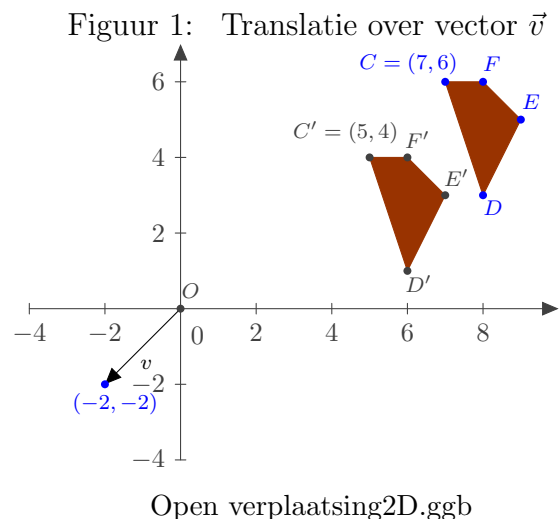 Figuur 1: Translatie over vector $\vec{v}$
C = (7, 6)
F
6
E
C′ = (5, 4)
F′
4
E′
D
2
D′
O
−4
−2
0
2
4
6
8
v
−2
(−2, −2)
−4
Open verplaatsing2D.ggb